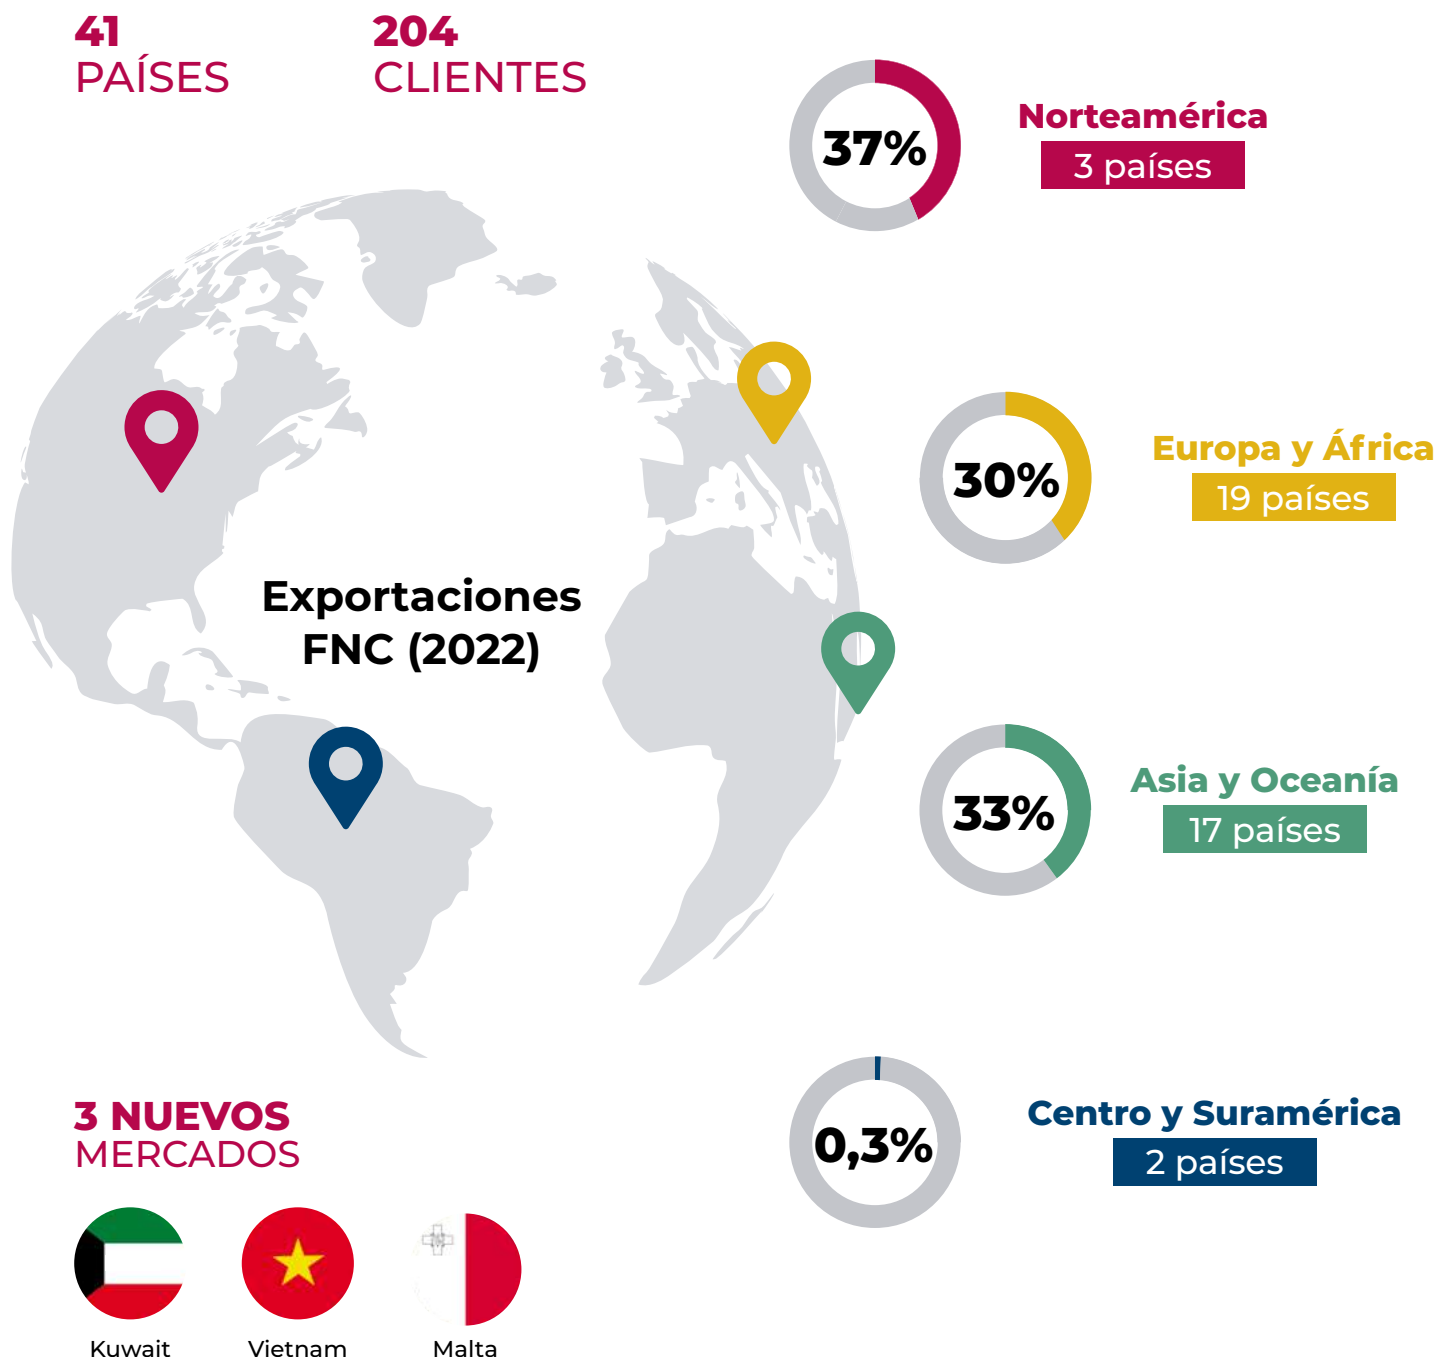 41
PAÍSES
204
CLIENTES
37%
Norteamérica
3 países
30%
Europa y África
19 países
Exportaciones
FNC (2022)
33%
Asia y Oceanía
17 países
0,3%
Centro y Suramérica
2 países
3 NUEVOS
MERCADOS
Kuwait
Vietnam
Malta